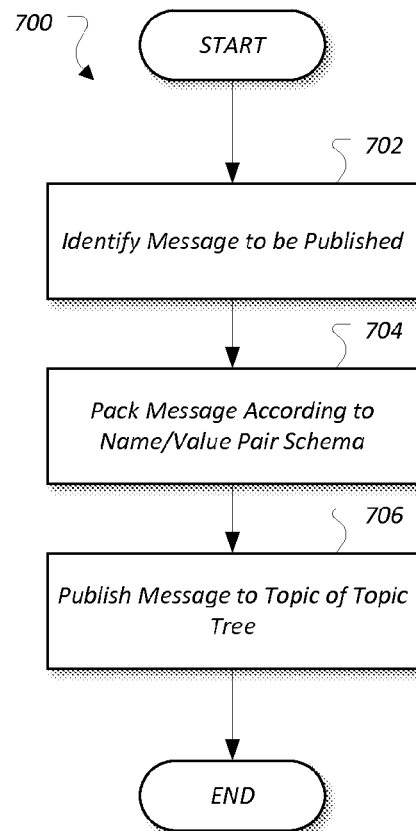 700
START
702
Identify Message to be Published
704
Pack Message According to
Name/Value Pair Schema
706
Publish Message to Topic of Topic
Tree
END